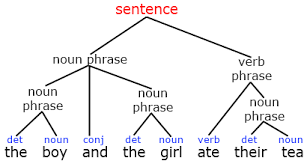 sentence
noun phrase
verb
phrase
noun
phrase
noun
phrase
noun
phrase
det noun conj det noun verb det noun
the boy and the girl ate their tea